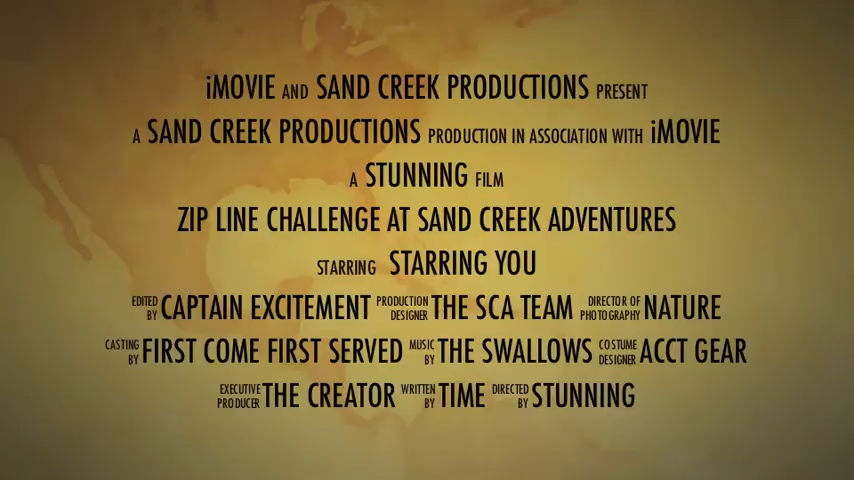 iMOVIE AND SAND CREEK PRODUCTIONS PRESENT
A SAND CREEK PRODUCTIONS PRODUCTION IN ASSOCIATION WITH iMOVIE
A STUNNING FILM
ZIP LINE CHALLENGE AT SAND CREEK ADVENTURES
STARRING STARRING YOU
EDITED BY CAPTAIN EXCITEMENT PRODUCTION DESIGNER THE SCA TEAM DIRECTOR OF PHOTOGRAPHY NATURE
CASTING BY FIRST COME FIRST SERVED MUSIC BY THE SWALLOWS COSTUME DESIGNER ACCT GEAR
EXECUTIVE PRODUCER THE CREATOR WRITTEN BY TIME DIRECTED BY STUNNING